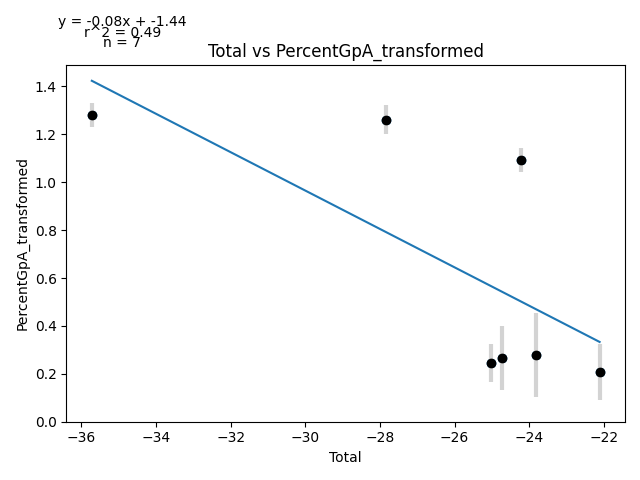 y = -0.08x + -1.44
r^2 = 0.49
n = 7
Total vs PercentGpA_transformed
PercentGpA_transformed
1.4
1.2
1.0
0.8
0.6
0.4
0.2
0.0
−36 −34 −32 −30 −28 −26 −24 −22
Total